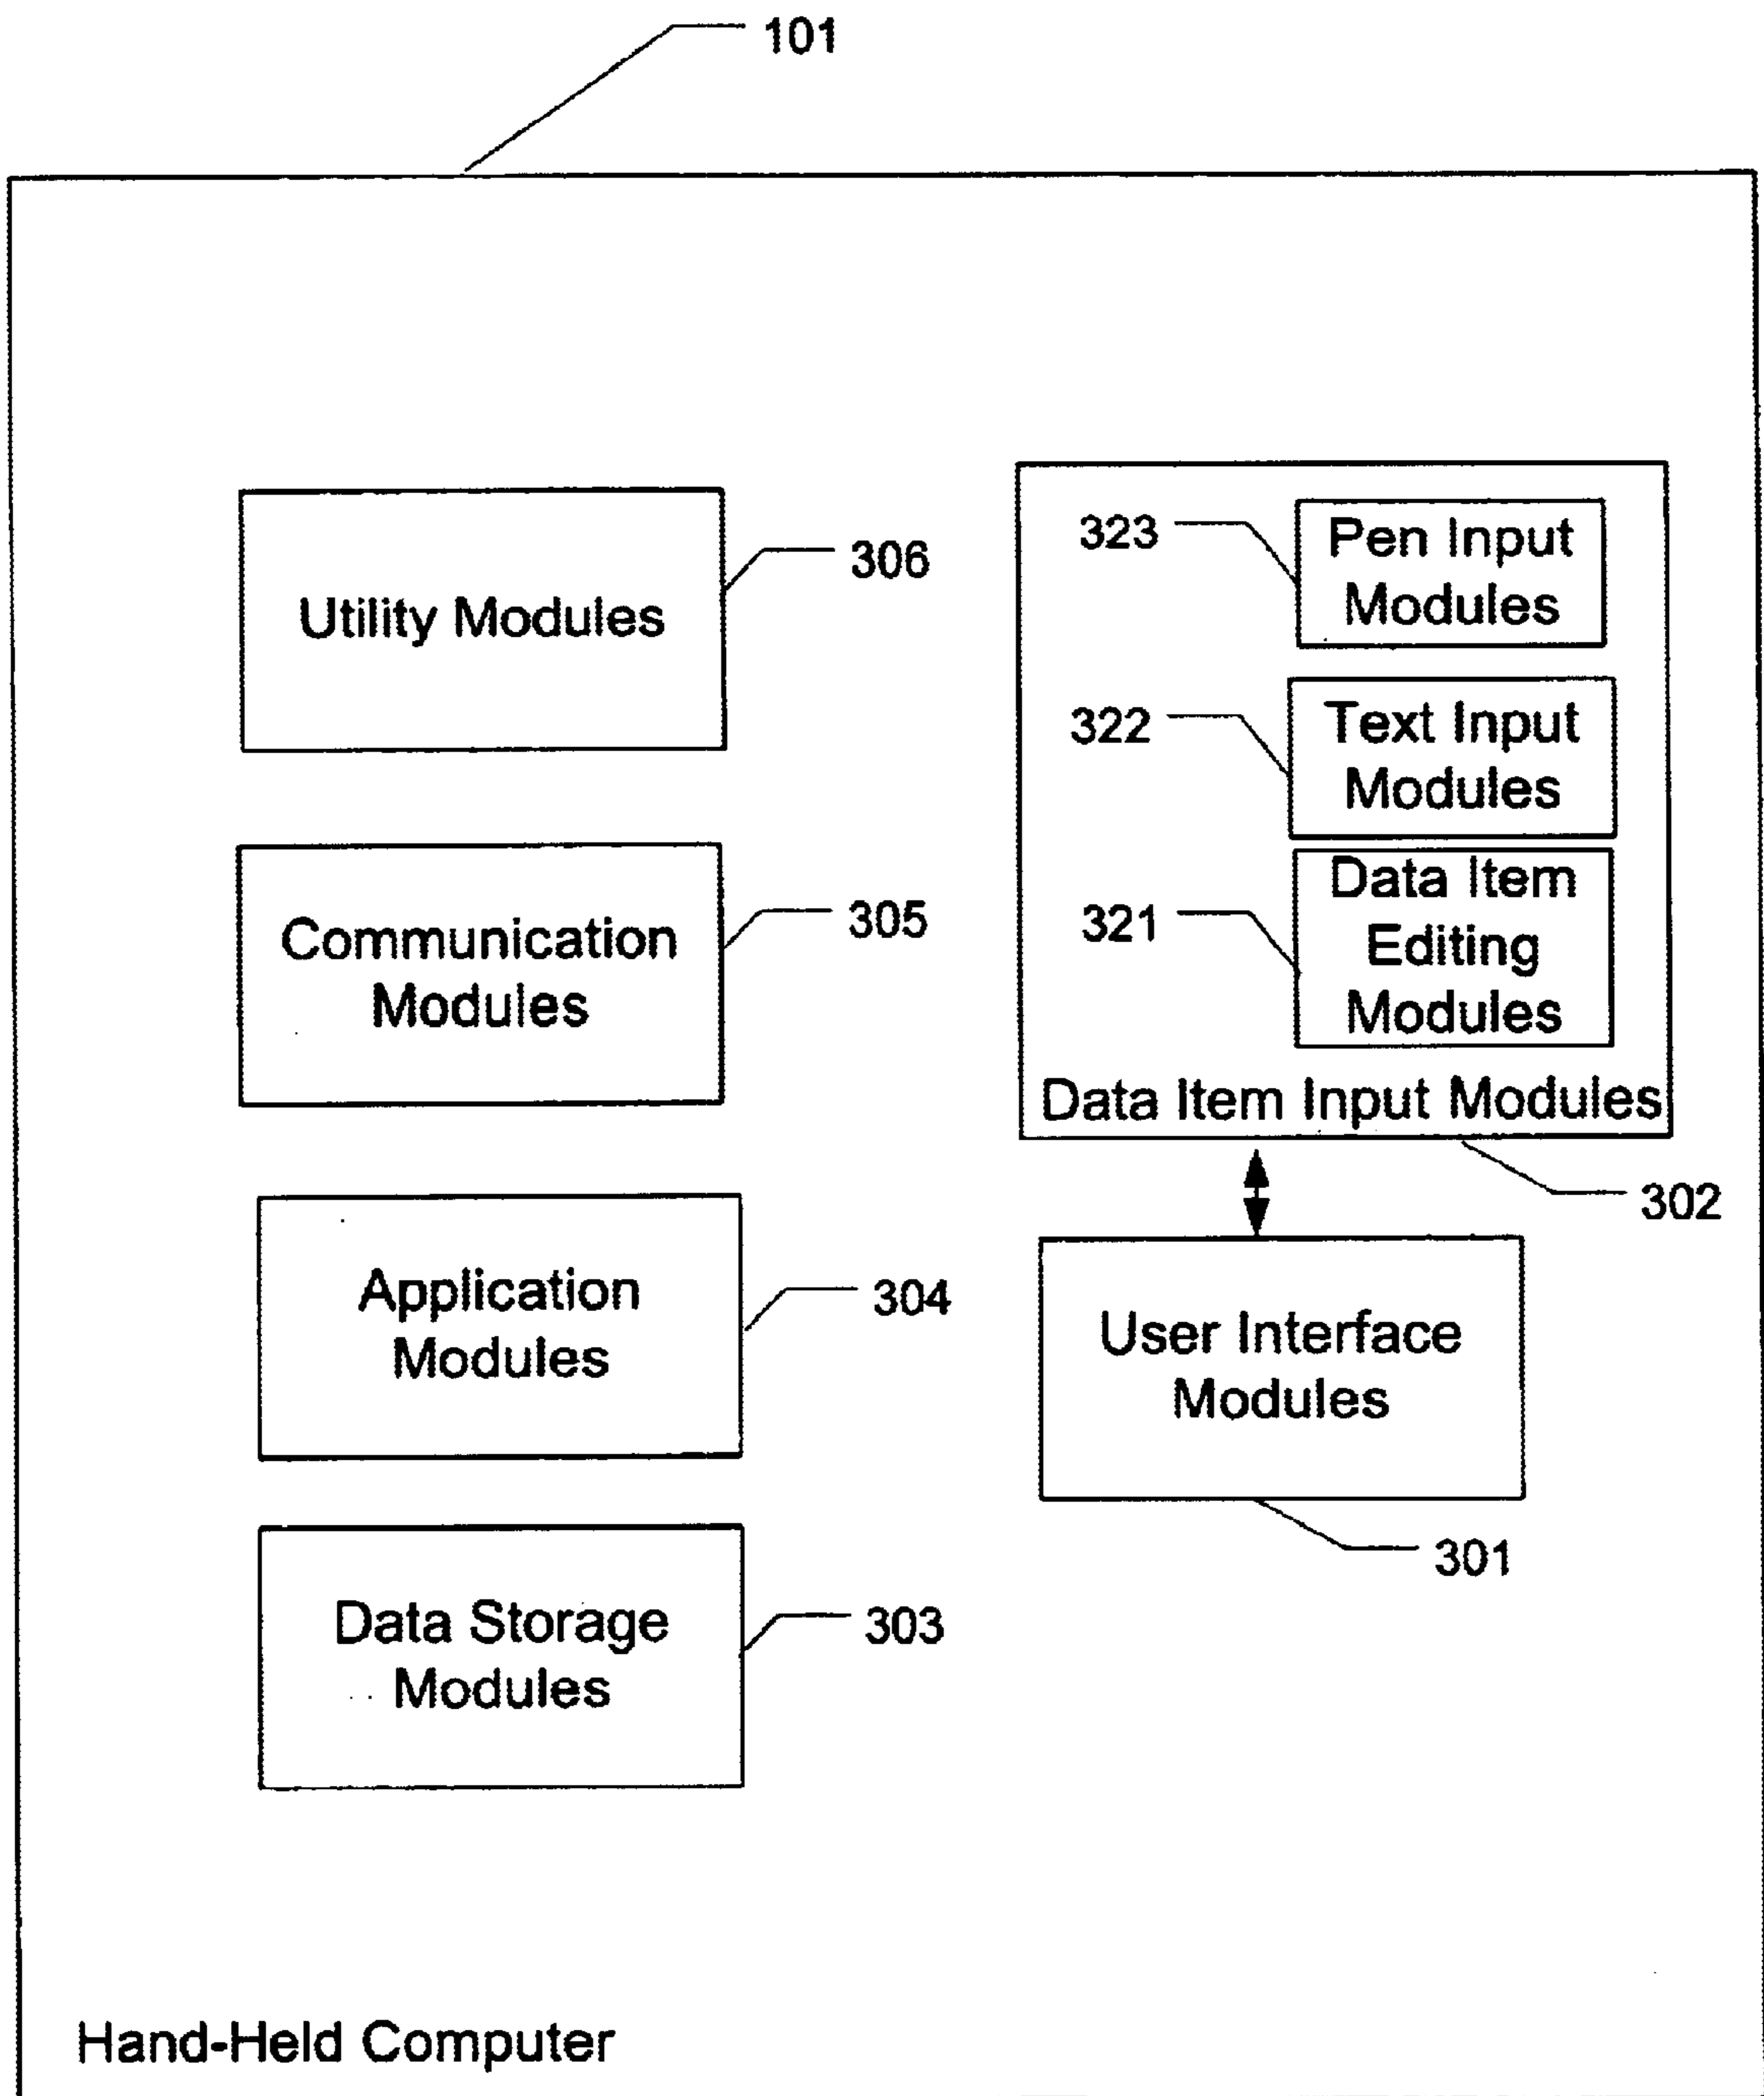 101
Utility Modules
306
Communication
Modules
305
Application
Modules
304
Data Storage
Modules
303
323
Pen Input
Modules
322
Text Input
Modules
321
Data Item
Editing
Modules
Data Item Input Modules
302
User Interface
Modules
301
Hand-Held Computer